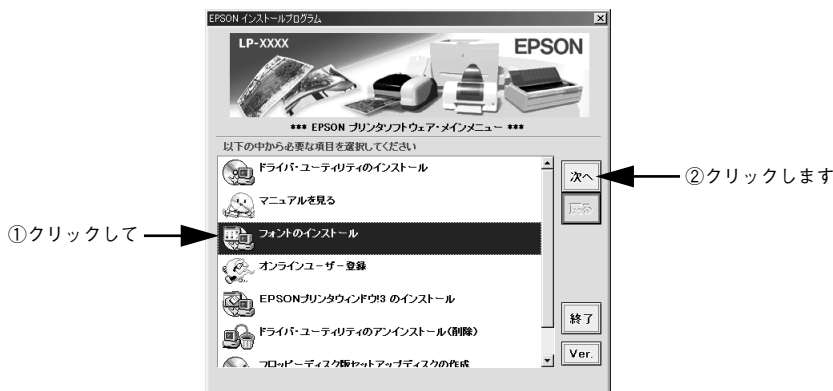 EPSON インストールプログラム
LP-XXXX
EPSON
*** EPSON プリンタソフトウェア・メインメニュー ***
以下の中から必要な項目を選択してください
ドライバ・ユーティリティのインストール
マニュアルを見る
フォントのインストール
オンラインユーザー登録
EPSONプリンタウィンドウ!3 のインストール
ドライバ・ユーティリティのアンインストール(削除)
フロッピーディスク版セットアップディスクの作成
次へ
戻る
終了
Ver.
①クリックして
②クリックします